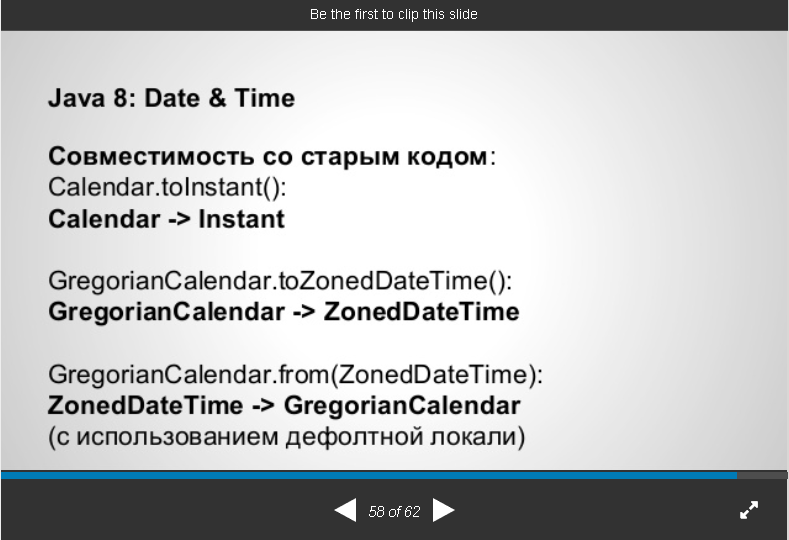 Be the first to clip this slide
Java 8: Date & Time
Совместимость со старым кодом:
Calendar.toInstant():
Calendar -> Instant
GregorianCalendar.toZonedDateTime():
GregorianCalendar -> ZonedDateTime
GregorianCalendar.from(ZonedDateTime):
ZonedDateTime -> GregorianCalendar
(с использованием дефолтной локали)
58 of 62